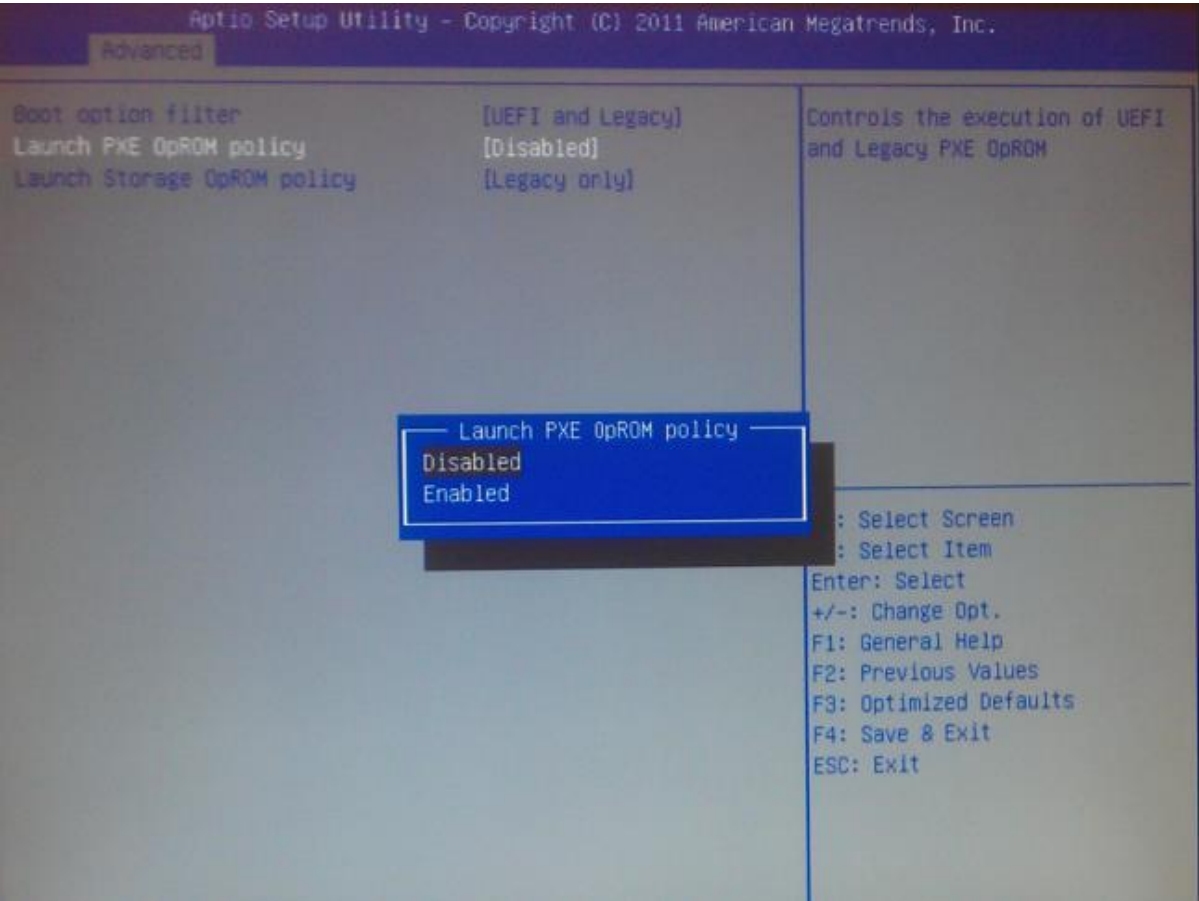 Aptio Setup Utility - Copyright (C) 2011 American Megatrends, Inc.
Advanced
Boot option filter [UEFI and Legacy]
Launch PXE OpROM policy [Disabled]
Launch Storage OpROM policy [Legacy only]
Controls the execution of UEFI
and Legacy PXE OpROM
Launch PXE OpROM policy
Disabled
Enabled
: Select Screen
: Select Item
Enter: Select
+/-: Change Opt.
F1: General Help
F2: Previous Values
F3: Optimized Defaults
F4: Save & Exit
ESC: Exit